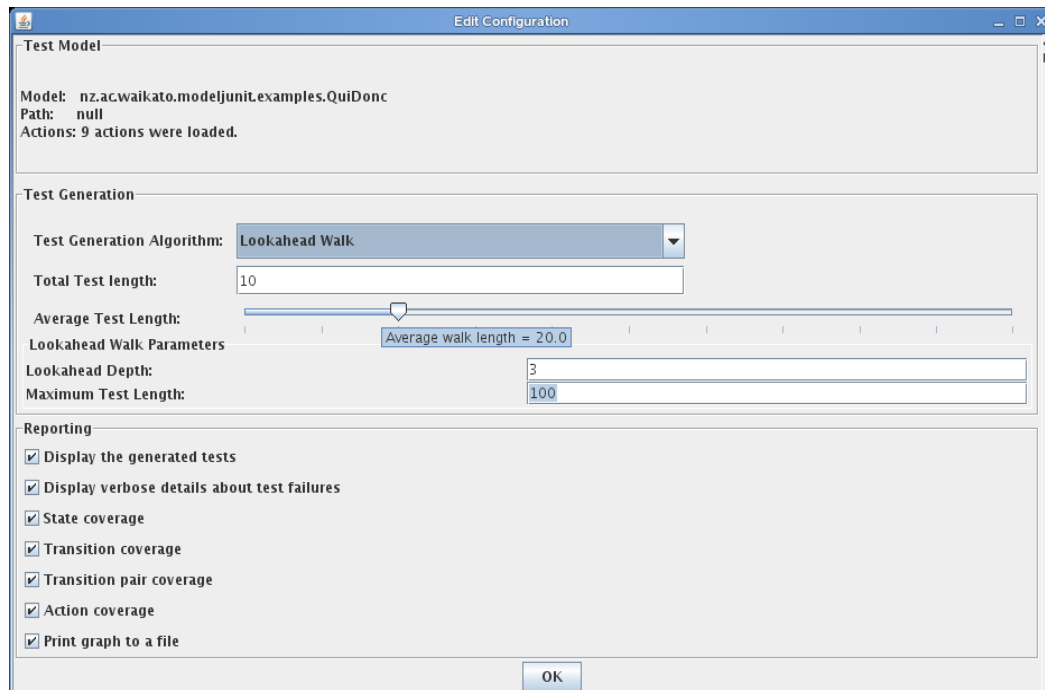 Edit Configuration
Test Model
Model: nz.ac.waikato.modeljunit.examples.QuiDonc
Path: null
Actions: 9 actions were loaded.
Test Generation
Test Generation Algorithm: Lookahead Walk
Total Test length: 10
Average Test Length:
Average walk length = 20.0
Lookahead Walk Parameters
Lookahead Depth: 3
Maximum Test Length: 100
Reporting
Display the generated tests
Display verbose details about test failures
State coverage
Transition coverage
Transition pair coverage
Action coverage
Print graph to a file
OK